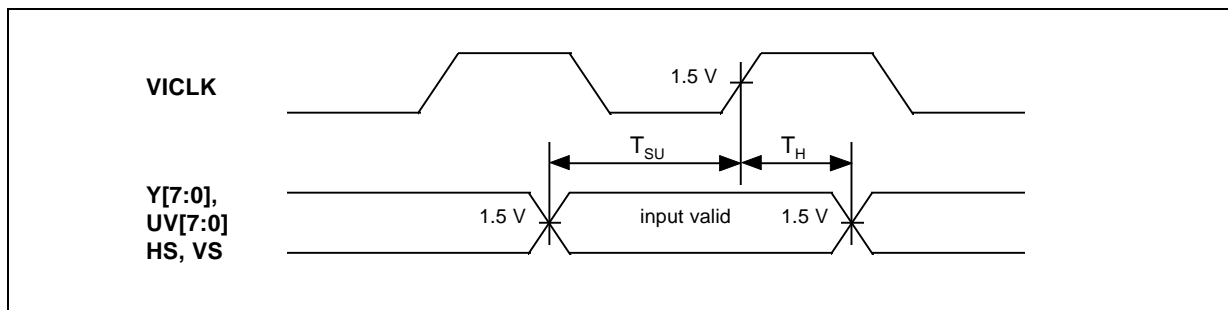 VICLK
1.5 V
T_SU
T_H
Y[7:0],
UV[7:0]
HS, VS
1.5 V
input valid
1.5 V